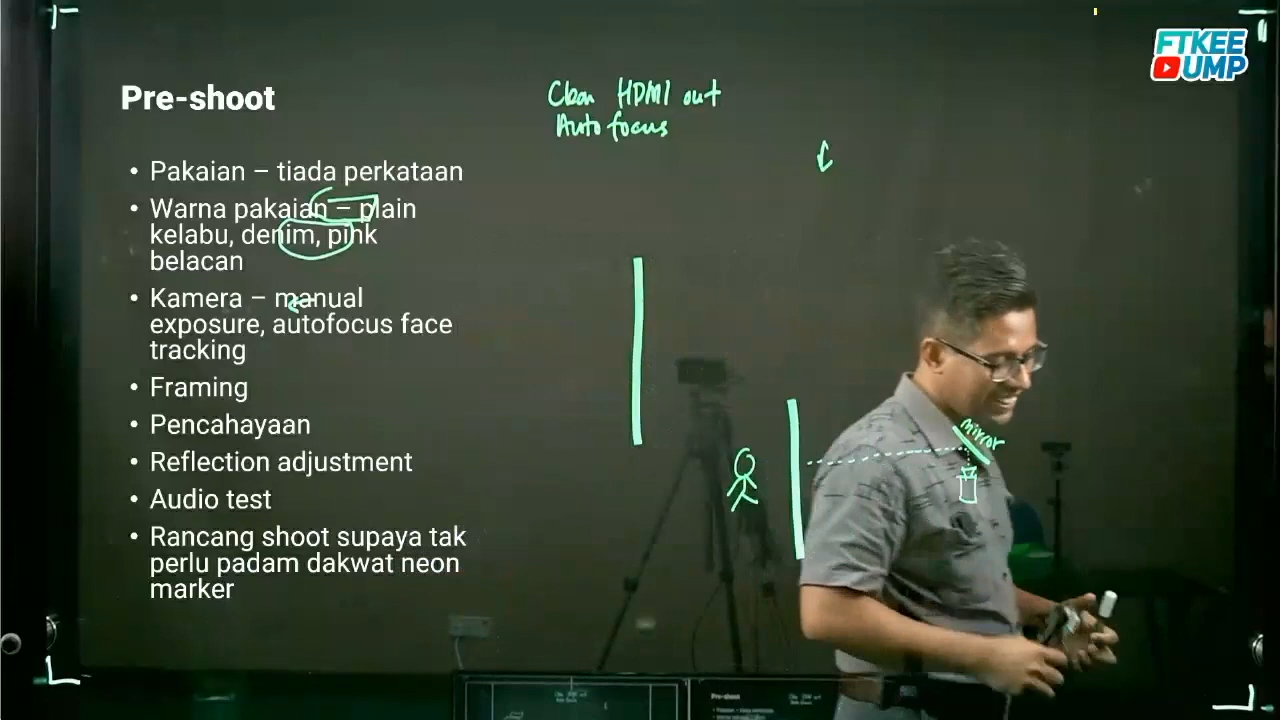 FTKEE
UMP
Pre-shoot
Clean HDMI out
Auto focus
• Pakaian – tiada perkataan
• Warna pakaian – plain
kelabu, denim, pink
belacan
• Kamera – manual
exposure, autofocus face
tracking
• Framing
• Pencahayaan
• Reflection adjustment
• Audio test
• Rancang shoot supaya tak
perlu padam dakwat neon
marker
mirror
Pre-shoot